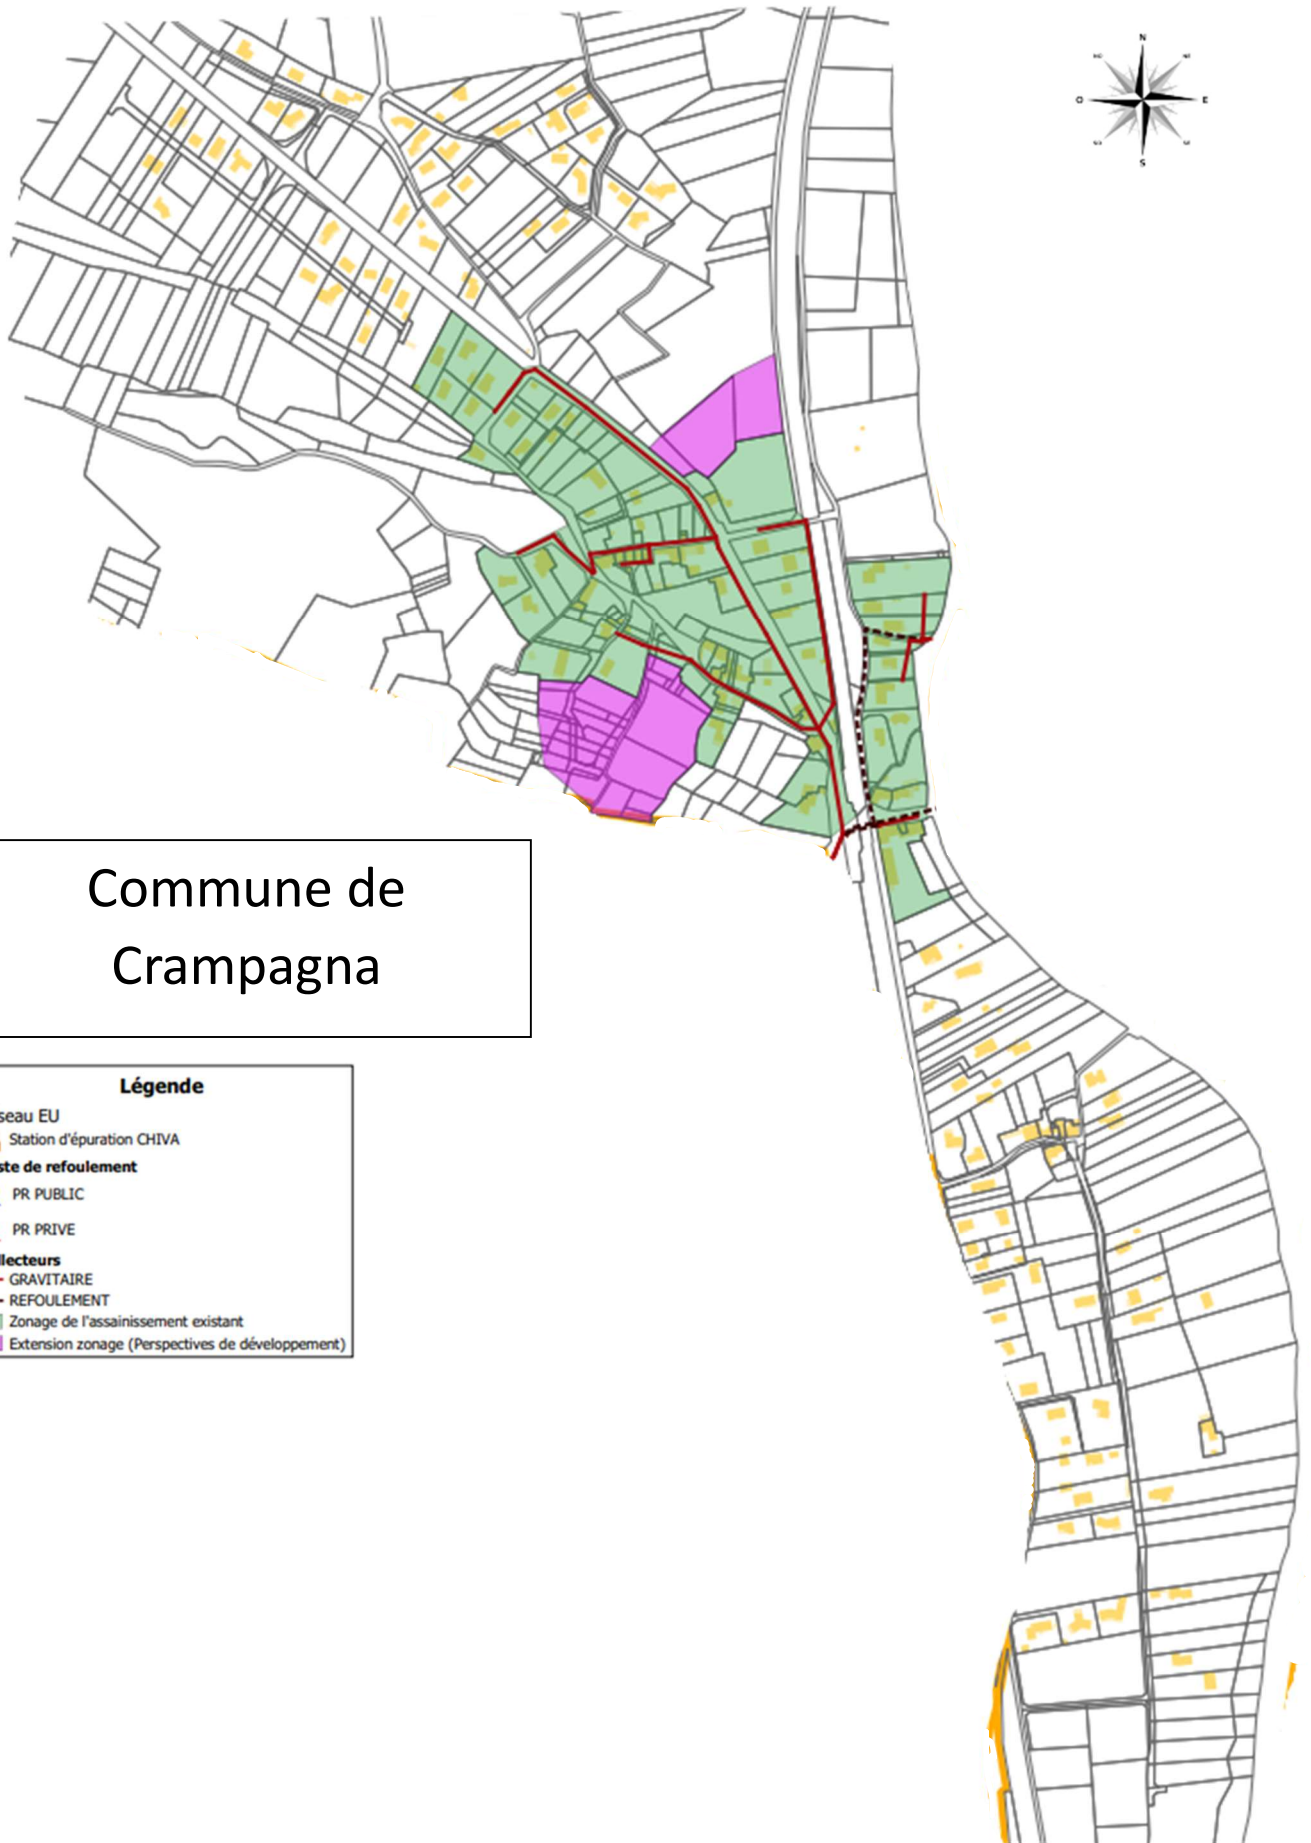 N
O
E
S
Commune de
Crampagna
Légende
seau EU
Station d'épuration CHIVA
ste de refoulement
PR PUBLIC
PR PRIVE
llecteurs
GRAVITAIRE
REFOULEMENT
Zonage de l'assainissement existant
Extension zonage (Perspectives de développement)